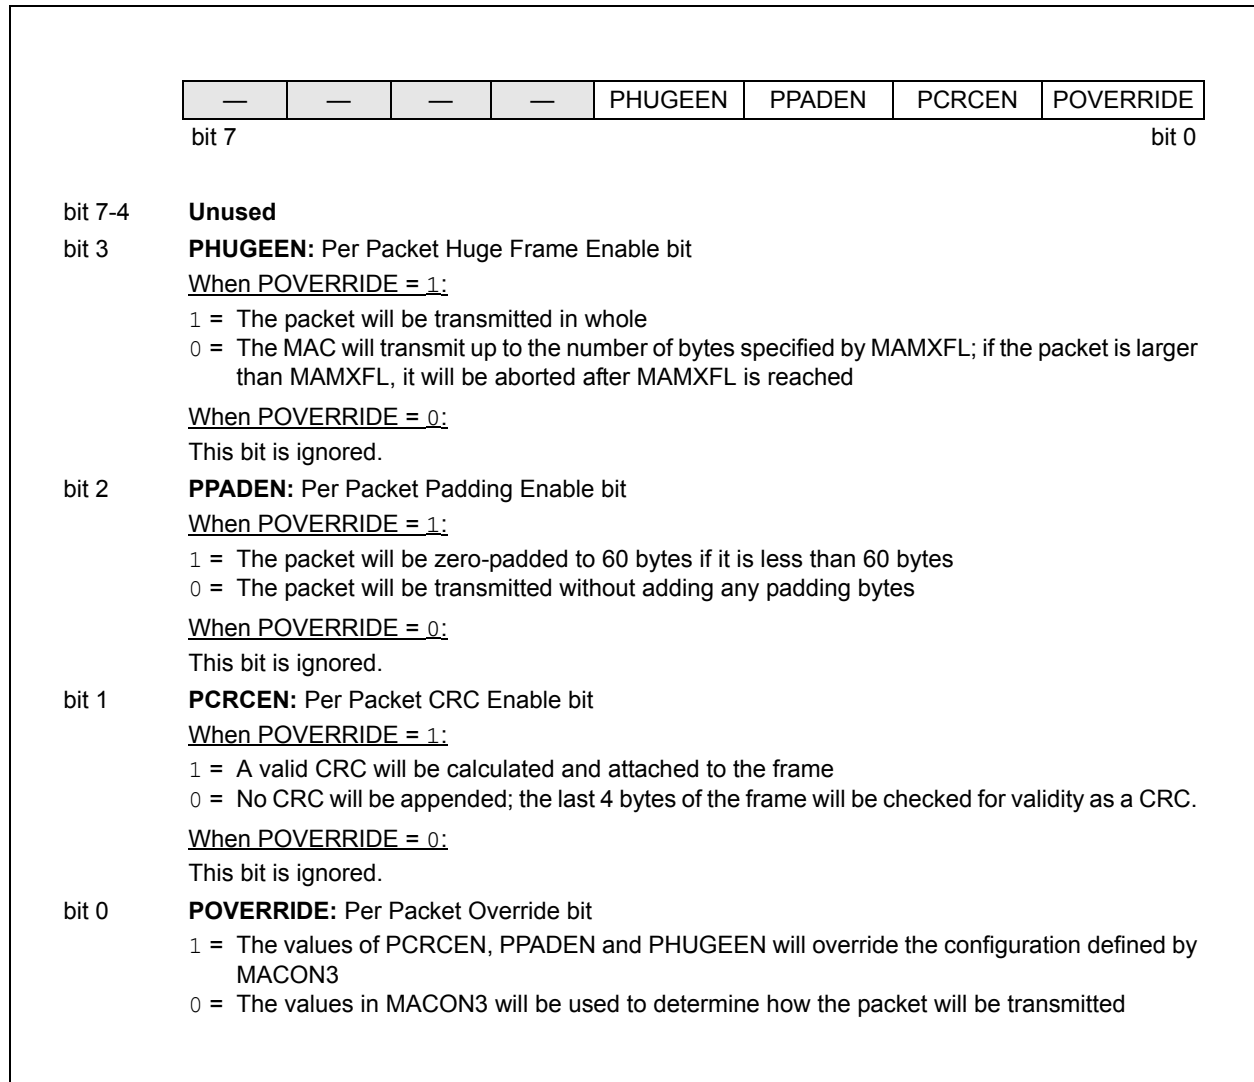 — — — — PHUGEEN PPADEN PCRCEN POVERRIDE
bit 7 bit 0
bit 7-4 Unused
bit 3 PHUGEEN: Per Packet Huge Frame Enable bit
When POVERRIDE = 1:
1 = The packet will be transmitted in whole
0 = The MAC will transmit up to the number of bytes specified by MAMXFL; if the packet is larger
than MAMXFL, it will be aborted after MAMXFL is reached
When POVERRIDE = 0:
This bit is ignored.
bit 2 PPADEN: Per Packet Padding Enable bit
When POVERRIDE = 1:
1 = The packet will be zero-padded to 60 bytes if it is less than 60 bytes
0 = The packet will be transmitted without adding any padding bytes
When POVERRIDE = 0:
This bit is ignored.
bit 1 PCRCEN: Per Packet CRC Enable bit
When POVERRIDE = 1:
1 = A valid CRC will be calculated and attached to the frame
0 = No CRC will be appended; the last 4 bytes of the frame will be checked for validity as a CRC.
When POVERRIDE = 0:
This bit is ignored.
bit 0 POVERRIDE: Per Packet Override bit
1 = The values of PCRCEN, PPADEN and PHUGEEN will override the configuration defined by
MACON3
0 = The values in MACON3 will be used to determine how the packet will be transmitted